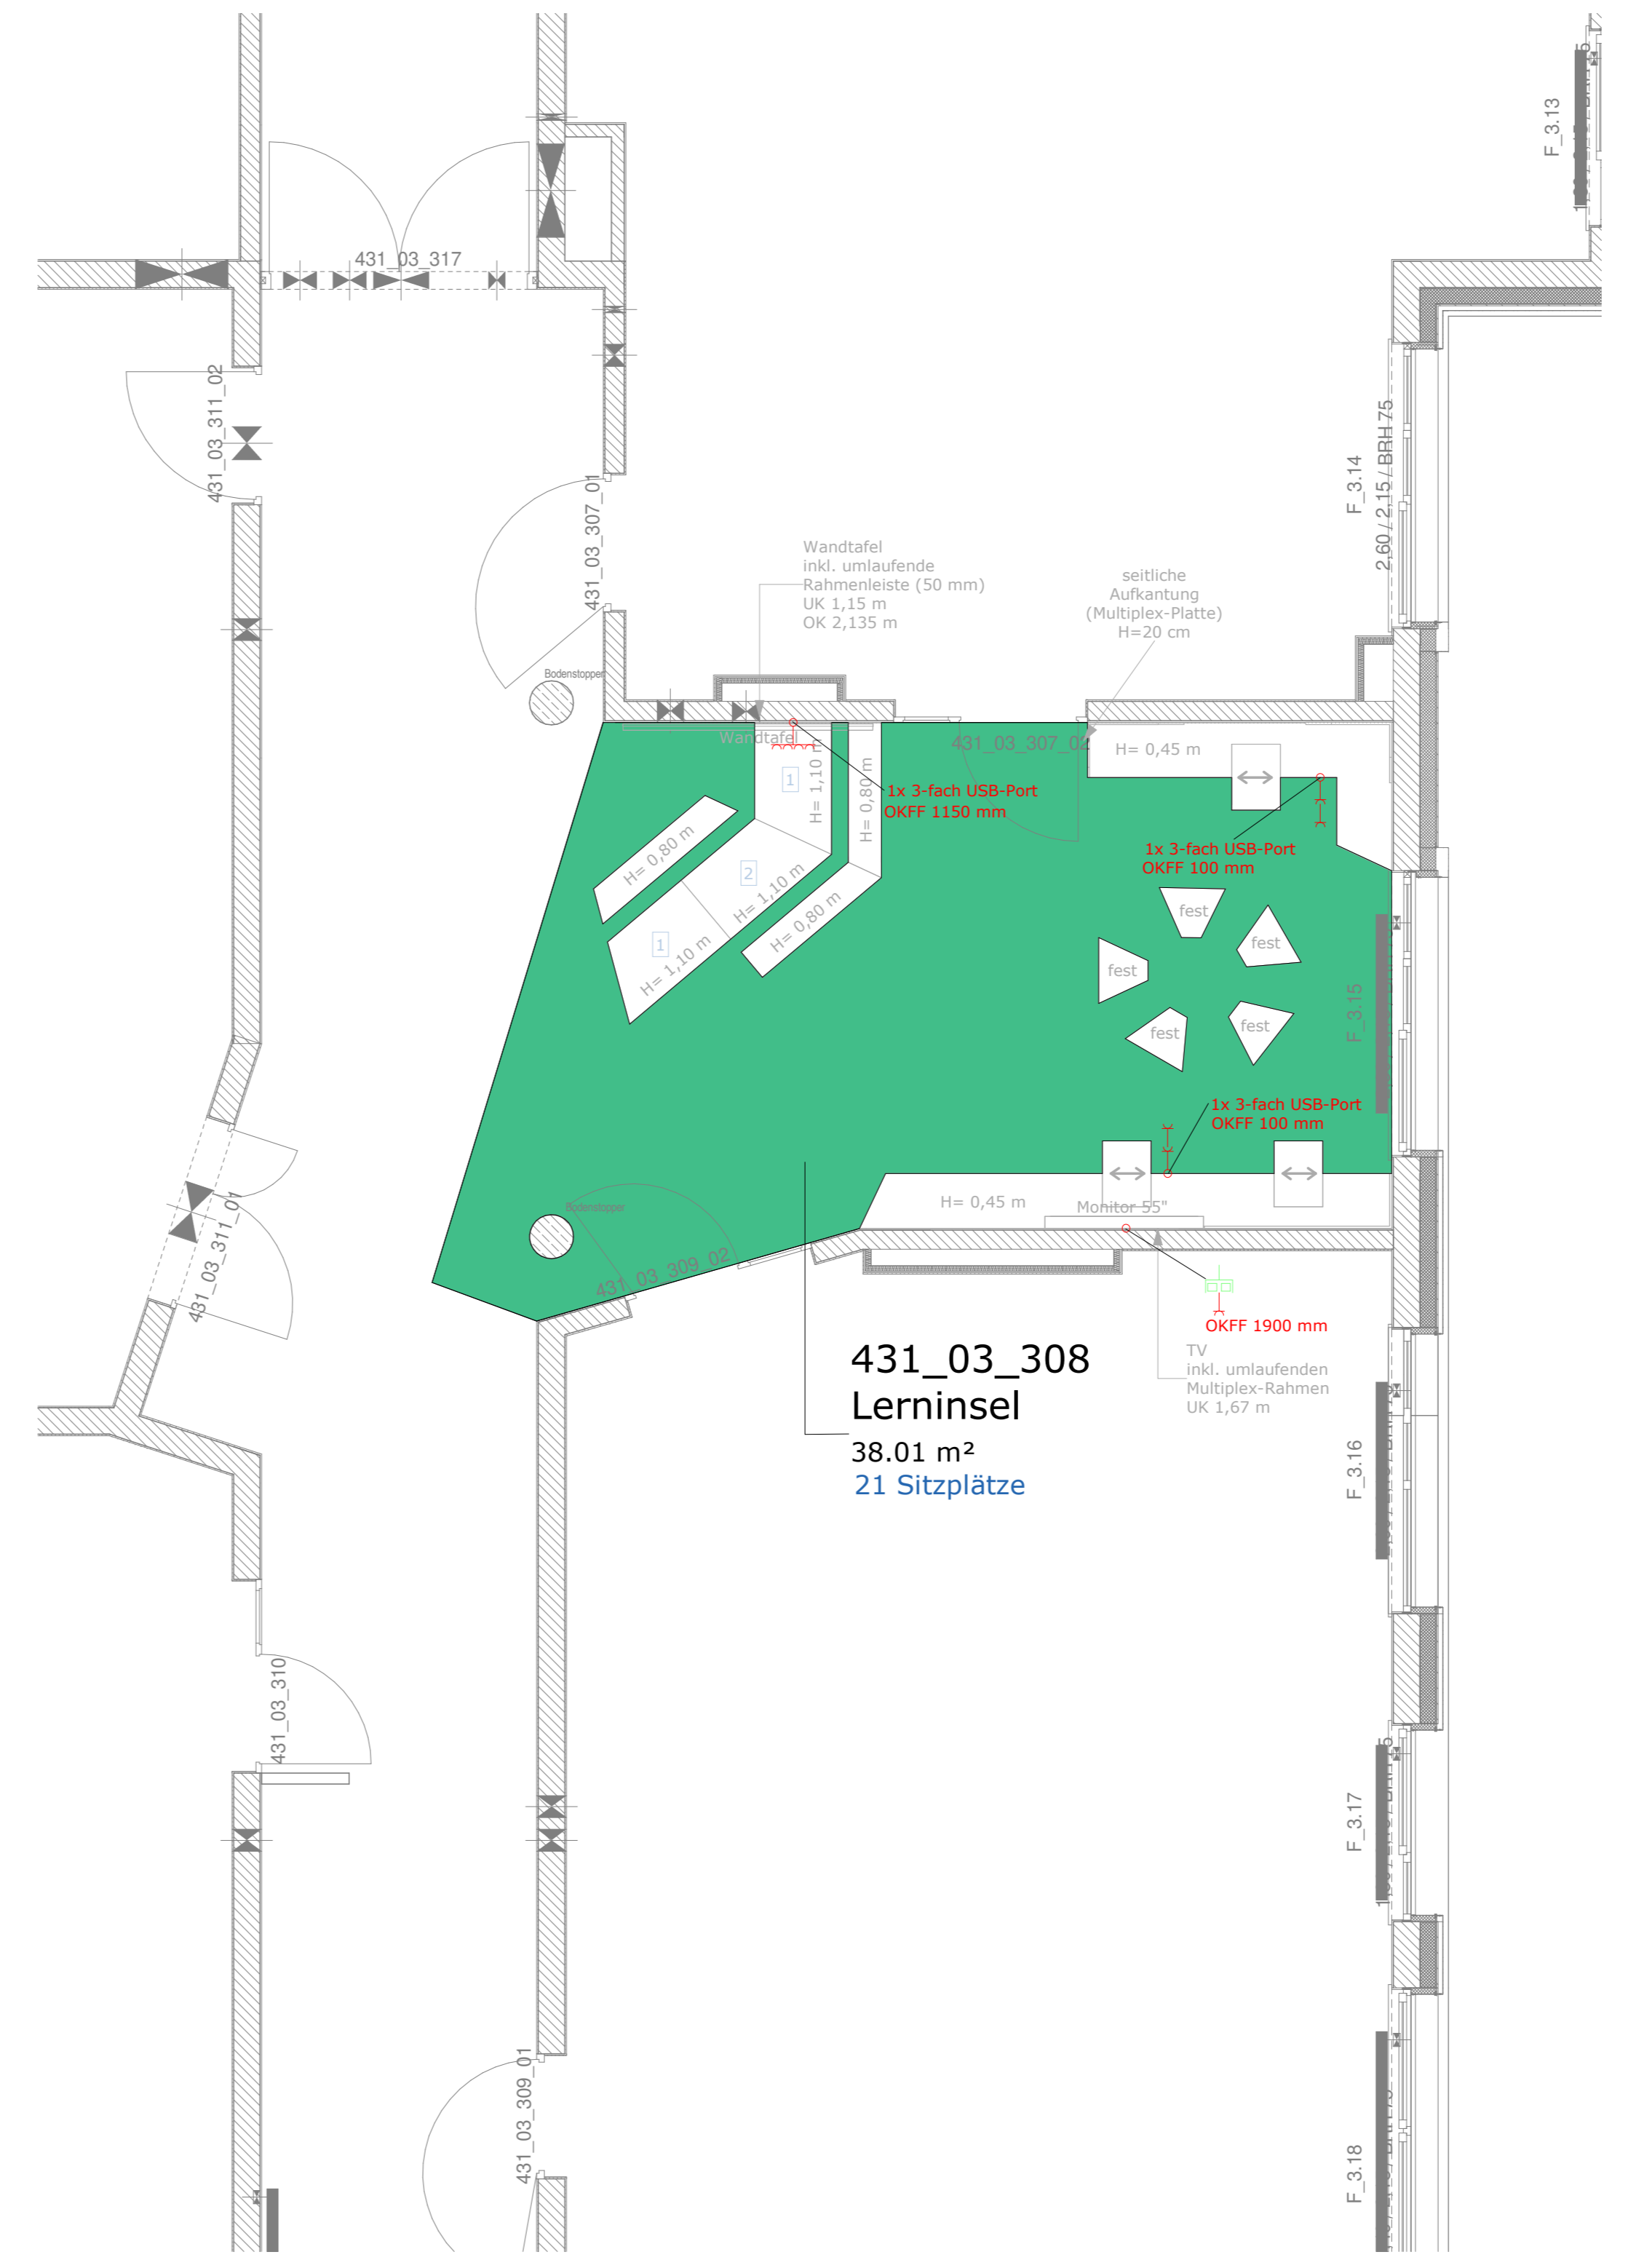 F_3.13
431_03_317
431_03_311_02
431_03_307_01
F_3.14
2,60 / 2,15 / BRH 75
Wandtafel
inkl. umlaufende
Rahmenleiste (50 mm)
UK 1,15 m
OK 2,135 m
seitliche
Aufkantung
(Multiplex-Platte)
H=20 cm
Bodenstopper
Wandtafel
431_03_307_02
H= 0,45 m
1
H= 1,10 m
H= 0,80 m
1x 3-fach USB-Port
OKFF 1150 mm
1x 3-fach USB-Port
OKFF 100 mm
H= 0,80 m
2
H= 1,10 m
H= 0,80 m
1
H= 1,10 m
fest
fest
fest
fest
fest
F_3.15
1x 3-fach USB-Port
OKFF 100 mm
431_03_311_01
Bodenstopper
H= 0,45 m
Monitor 55"
431_03_309_02
OKFF 1900 mm
431_03_308
Lerninsel
38.01 m²
21 Sitzplätze
TV
inkl. umlaufenden
Multiplex-Rahmen
UK 1,67 m
F_3.16
431_03_310
F_3.17
431_03_309_01
F_3.18